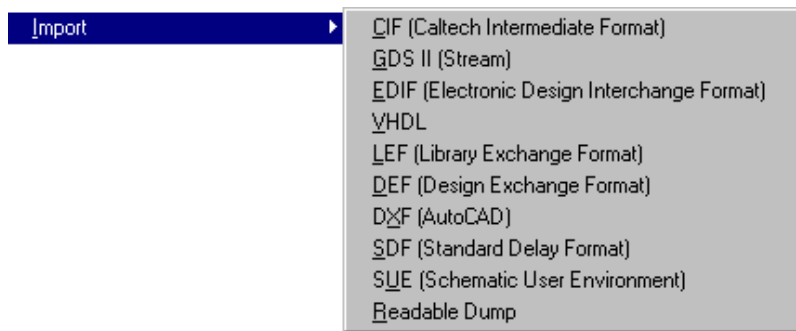 Import
CIF (Caltech Intermediate Format)
GDS II (Stream)
EDIF (Electronic Design Interchange Format)
VHDL
LEF (Library Exchange Format)
DEF (Design Exchange Format)
DXF (AutoCAD)
SDF (Standard Delay Format)
SUE (Schematic User Environment)
Readable Dump